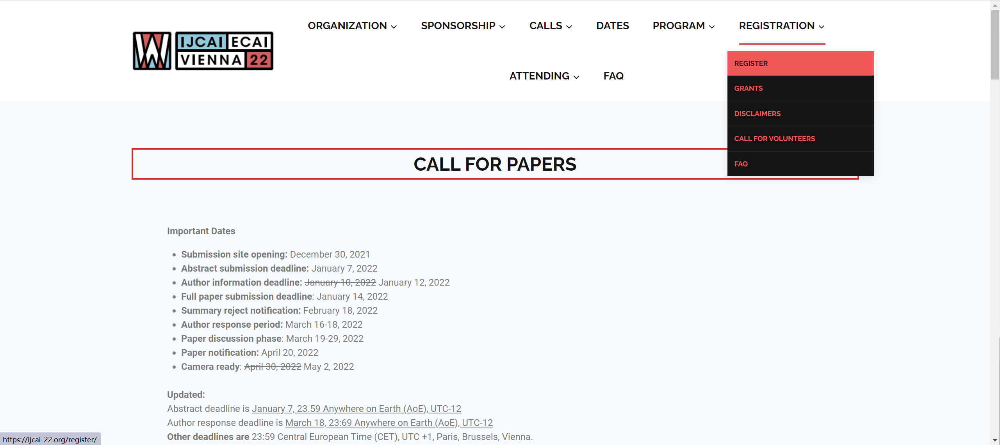 ORGANIZATION SPONSORSHIP CALLS DATES PROGRAM REGISTRATION
IJCAI ECAI
VIENNA 22
ATTENDING FAQ
REGISTER
GRANTS
DISCLAIMERS
CALL FOR VOLUNTEERS
FAQ
CALL FOR PAPERS
Important Dates
• Submission site opening: December 30, 2021
• Abstract submission deadline: January 7, 2022
• Author information deadline: January 10, 2022 January 12, 2022
• Full paper submission deadline: January 14, 2022
• Summary reject notification: February 18, 2022
• Author response period: March 16-18, 2022
• Paper discussion phase: March 19-29, 2022
• Paper notification: April 20, 2022
• Camera ready: April 30, 2022 May 2, 2022
Updated:
Abstract deadline is January 7, 23.59 Anywhere on Earth (AoE), UTC-12
Author response deadline is March 18, 23:69 Anywhere on Earth (AoE), UTC-12
Other deadlines are 23:59 Central European Time (CET), UTC +1, Paris, Brussels, Vienna.
https://ijcai-22.org/register/